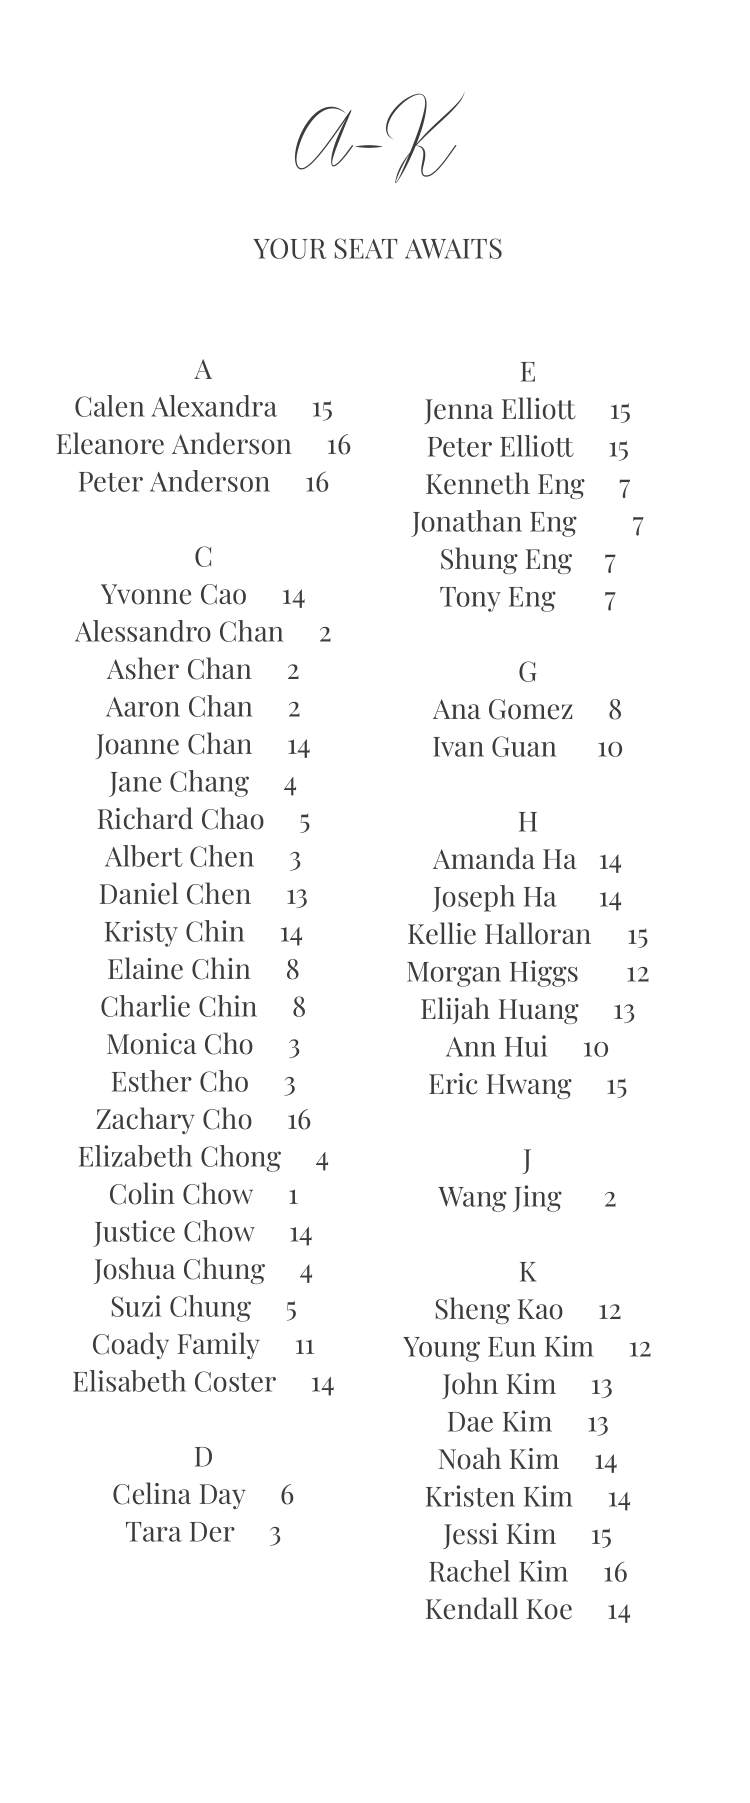 a-K
YOUR SEAT AWAITS
A
Calen Alexandra 15
Eleanore Anderson 16
Peter Anderson 16
C
Yvonne Cao 14
Alessandro Chan 2
Asher Chan 2
Aaron Chan 2
Joanne Chan 14
Jane Chang 4
Richard Chao 5
Albert Chen 3
Daniel Chen 13
Kristy Chin 14
Elaine Chin 8
Charlie Chin 8
Monica Cho 3
Esther Cho 3
Zachary Cho 16
Elizabeth Chong 4
Colin Chow 1
Justice Chow 14
Joshua Chung 4
Suzi Chung 5
Coady Family 11
Elisabeth Coster 14
D
Celina Day 6
Tara Der 3
E
Jenna Elliott 15
Peter Elliott 15
Kenneth Eng 7
Jonathan Eng 7
Shung Eng 7
Tony Eng 7
G
Ana Gomez 8
Ivan Guan 10
H
Amanda Ha 14
Joseph Ha 14
Kellie Halloran 15
Morgan Higgs 12
Elijah Huang 13
Ann Hui 10
Eric Hwang 15
J
Wang Jing 2
K
Sheng Kao 12
Young Eun Kim 12
John Kim 13
Dae Kim 13
Noah Kim 14
Kristen Kim 14
Jessi Kim 15
Rachel Kim 16
Kendall Koe 14